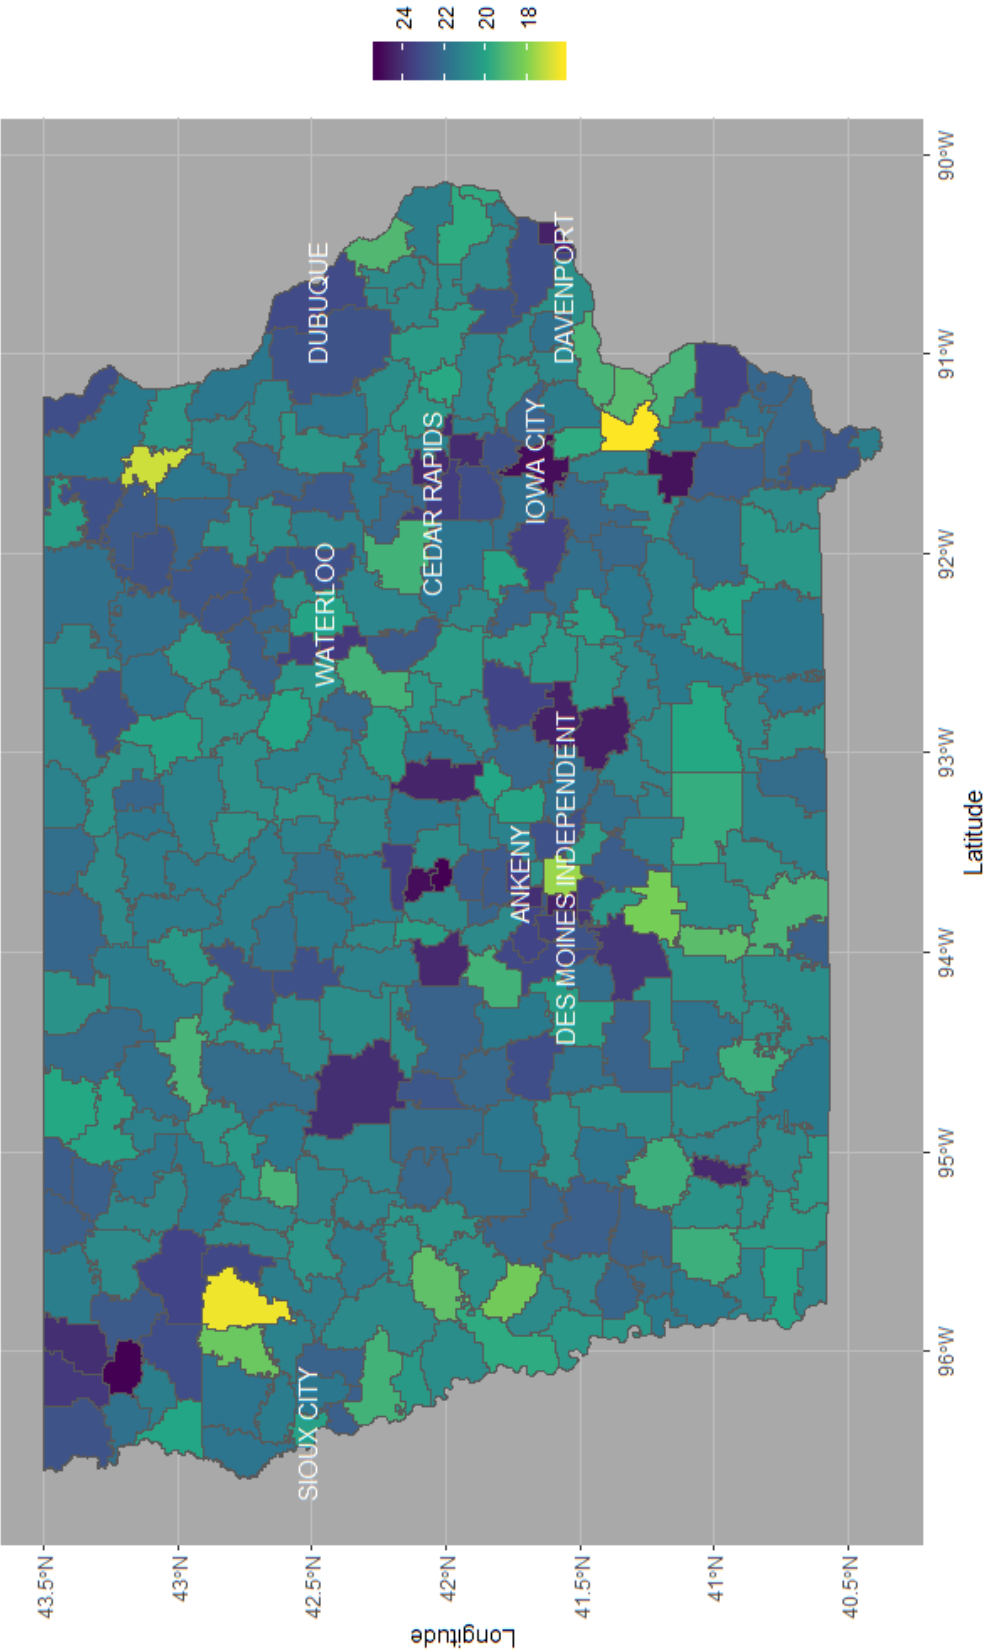 24
22
20
18
DUBUQUE
DAVENPORT
CEDAR RAPIDS
IOWA CITY
WATERLOO
ANKENY
DES MOINES INDEPENDENT
SIOUX CITY
43.5°N
43°N
42.5°N
42°N
41.5°N
41°N
40.5°N
Longitude
96°W
95°W
94°W
93°W
92°W
91°W
90°W
Latitude